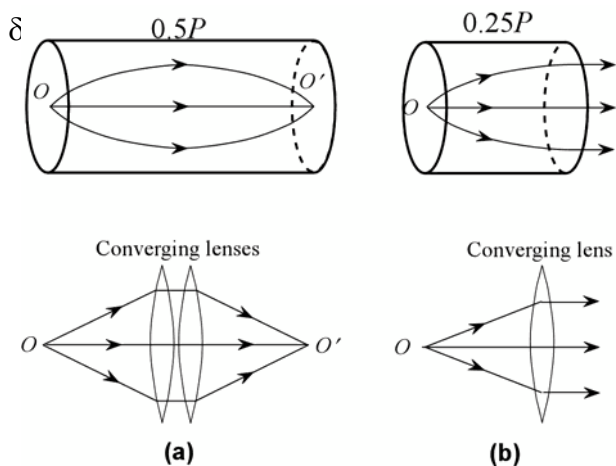 δ
0.5P
0.25P
O
O'
O
Converging lenses
Converging lens
O
O'
O
(a)
(b)